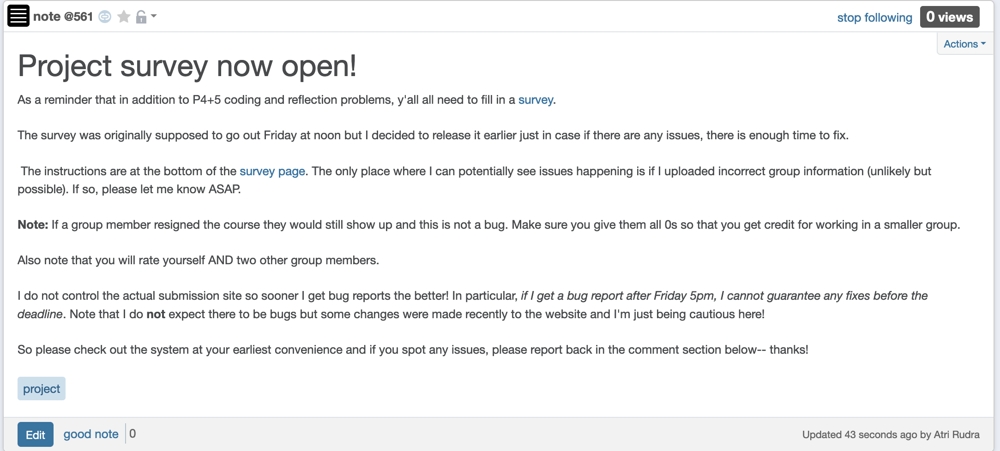 note @561
stop following
0 views
Actions
Project survey now open!
As a reminder that in addition to P4+5 coding and reflection problems, y'all all need to fill in a survey.
The survey was originally supposed to go out Friday at noon but I decided to release it earlier just in case if there are any issues, there is enough time to fix.
The instructions are at the bottom of the survey page. The only place where I can potentially see issues happening is if I uploaded incorrect group information (unlikely but
possible). If so, please let me know ASAP.
Note: If a group member resigned the course they would still show up and this is not a bug. Make sure you give them all 0s so that you get credit for working in a smaller group.
Also note that you will rate yourself AND two other group members.
I do not control the actual submission site so sooner I get bug reports the better! In particular, if I get a bug report after Friday 5pm, I cannot guarantee any fixes before the
deadline. Note that I do not expect there to be bugs but some changes were made recently to the website and I'm just being cautious here!
So please check out the system at your earliest convenience and if you spot any issues, please report back in the comment section below-- thanks!
project
Edit
good note
0
Updated 43 seconds ago by Atri Rudra